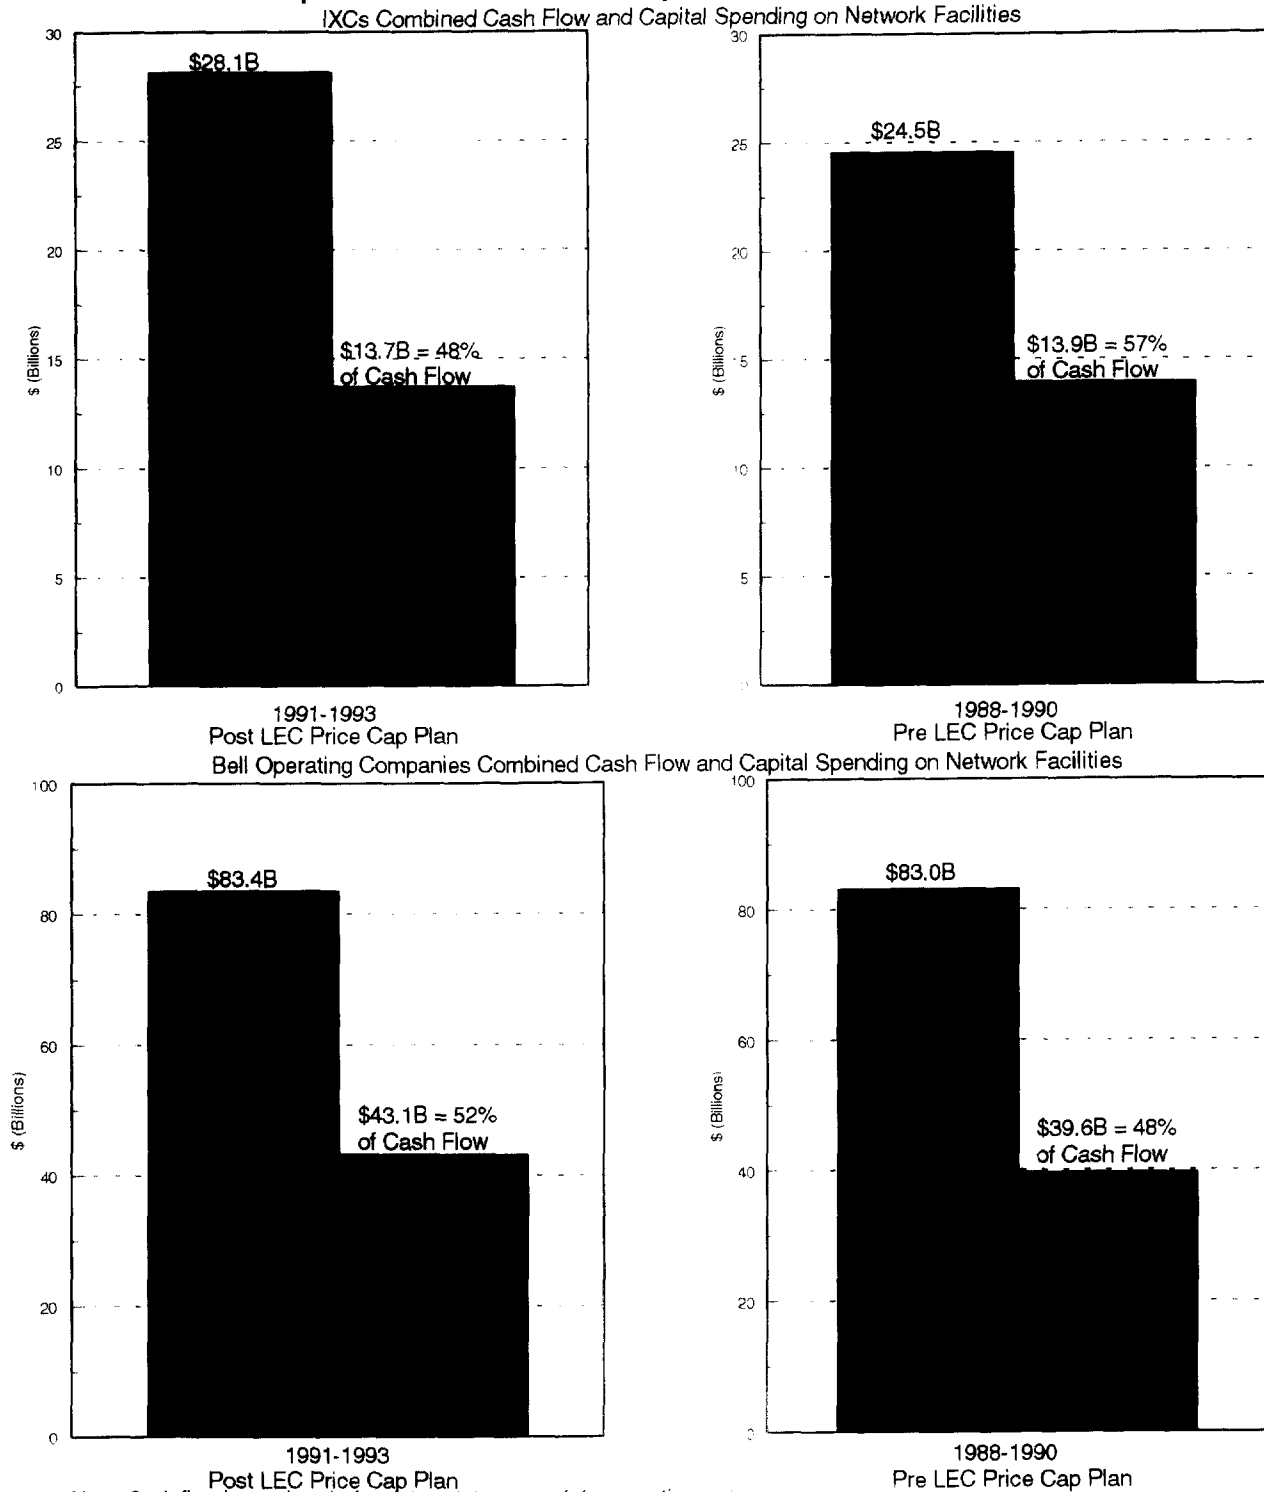 IXCs Combined Cash Flow and Capital Spending on Network Facilities
30
$28.1B
25
20
$ (Billions)
$13.7B = 48%
15
of Cash Flow
10
5
0
1991-1993
Post LEC Price Cap Plan
30
$24.5B
25
20
$ (Billions)
$13.9B = 57%
15
of Cash Flow
10
5
1988-1990
Pre LEC Price Cap Plan
Bell Operating Companies Combined Cash Flow and Capital Spending on Network Facilities
100
$83.4B
80
60
$ (Billions)
$43.1B = 52%
of Cash Flow
40
20
0
1991-1993
Post LEC Price Cap Plan
100
$83.0B
80
60
$ (Billions)
$39.6B = 48%
of Cash Flow
40
20
1988-1990
Pre LEC Price Cap Plan